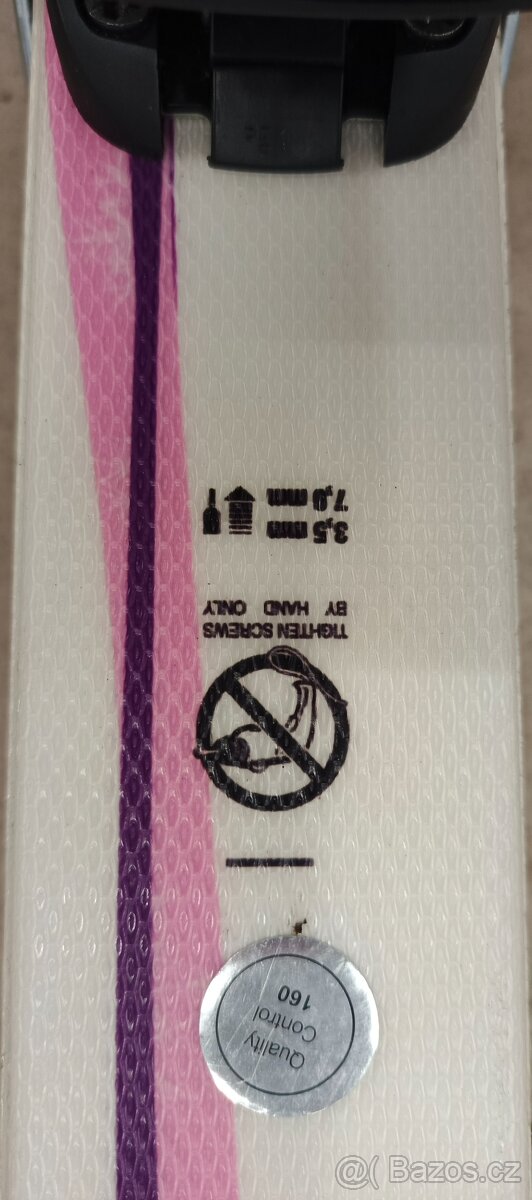 Quality
Control
160
TIGHTEN SCREWS
BY HAND ONLY
3,5 mm
7,0 mm
@ Bazos.cz